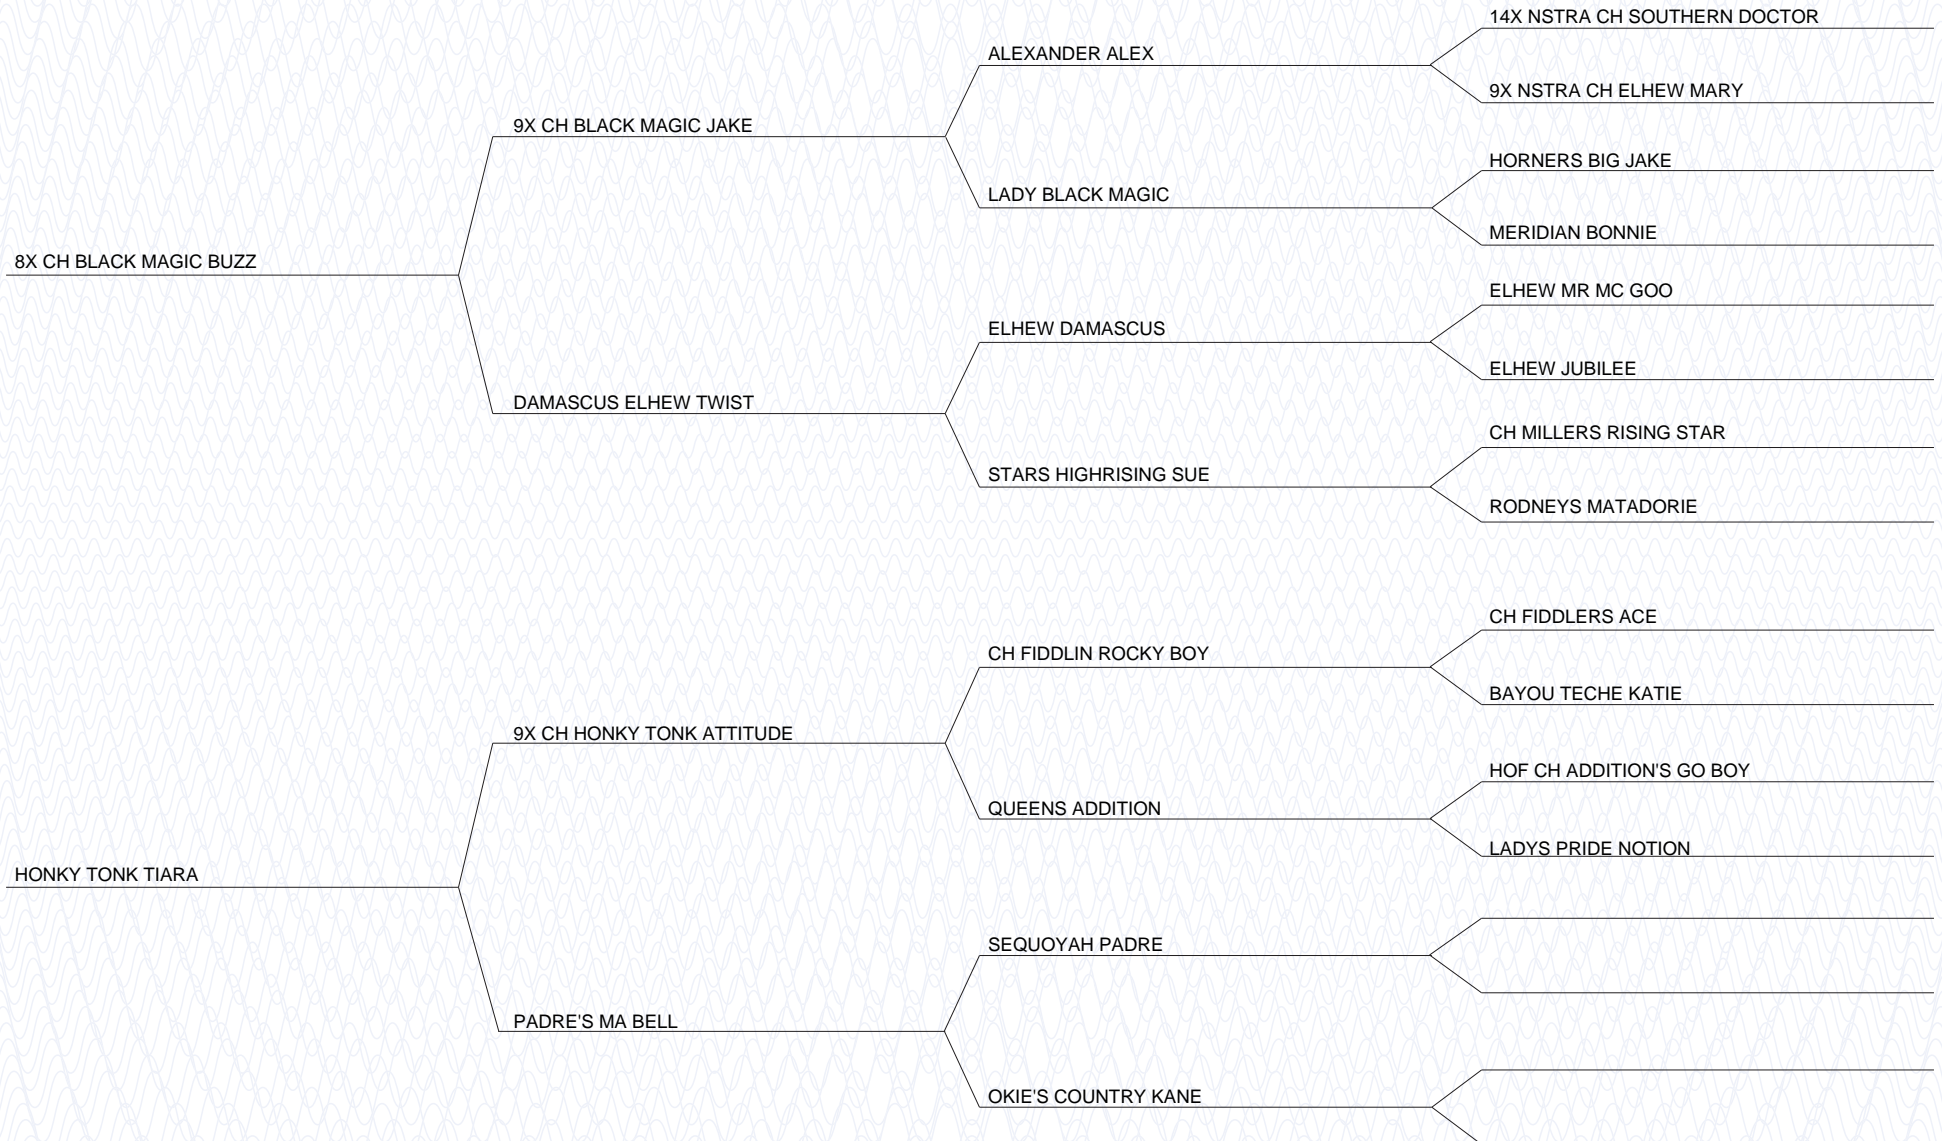 14X NSTRA CH SOUTHERN DOCTOR
ALEXANDER ALEX
9X NSTRA CH ELHEW MARY
9X CH BLACK MAGIC JAKE
HORNERS BIG JAKE
LADY BLACK MAGIC
MERIDIAN BONNIE
8X CH BLACK MAGIC BUZZ
ELHEW MR MC GOO
ELHEW DAMASCUS
ELHEW JUBILEE
DAMASCUS ELHEW TWIST
CH MILLERS RISING STAR
STARS HIGHRISING SUE
RODNEYS MATADORIE
CH FIDDLERS ACE
CH FIDDLIN ROCKY BOY
BAYOU TECHE KATIE
9X CH HONKY TONK ATTITUDE
HOF CH ADDITION'S GO BOY
QUEENS ADDITION
LADYS PRIDE NOTION
HONKY TONK TIARA
SEQUOYAH PADRE
PADRE'S MA BELL
OKIE'S COUNTRY KANE